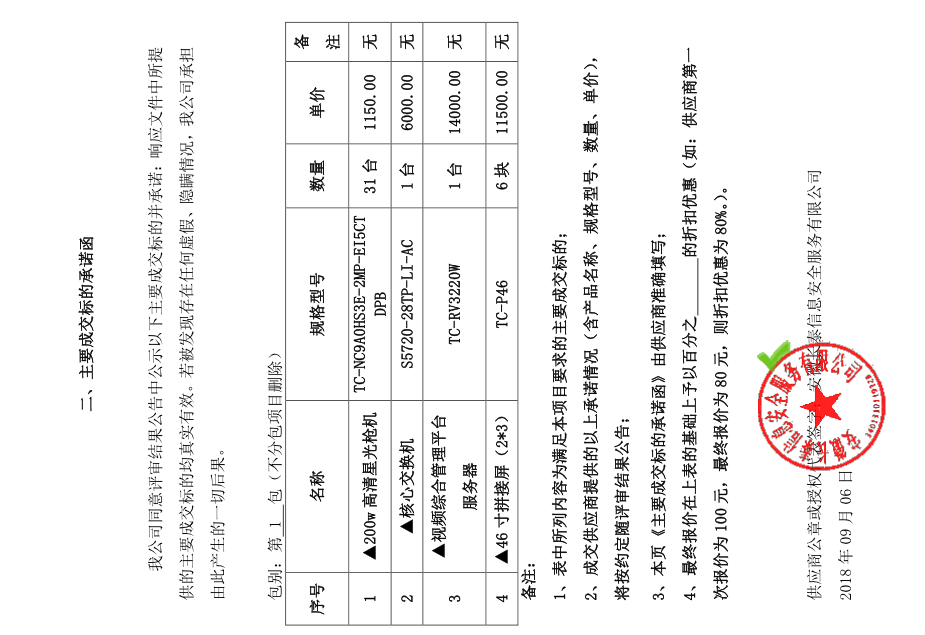 二、主要成交标的承诺函
我公司同意评审结果公告中公示以下主要成交标的并承诺：响应文件中所提
供的主要成交标的均真实有效。若被发现存在任何虚假、隐瞒情况，我公司承担
由此产生的一切后果。
包别：第 1 包（不分包项目删除）
序号 名称 规格型号 数量 单价 备注
1 ▲200w 高清星光枪机 TC-NC9A0HS3E-2MP-EI5CTDPB 31 台 1150.00 无
2 ▲核心交换机 S5720-28TP-LI-AC 1 台 6000.00 无
3 ▲视频综合管理平台服务器 TC-RV3220W 1 台 14000.00 无
4 ▲46 寸拼接屏（2*3） TC-P46 6 块 11500.00 无
备注：
1、表中所列内容为满足本项目要求的主要成交标的；
2、成交供应商提供的以上承诺情况（含产品名称、规格型号、数量、单价），
将按约定随评审结果公告；
3、本页《主要成交标的承诺函》由供应商准确填写；
4、最终报价在上表的基础上予以百分之______的折扣优惠（如：供应商第一
次报价为 100 元，最终报价为 80 元，则折扣优惠为 80%。）。
供应商公章或授权代表签字：安徽长泰信息安全服务有限公司
2018 年 09 月 06 日